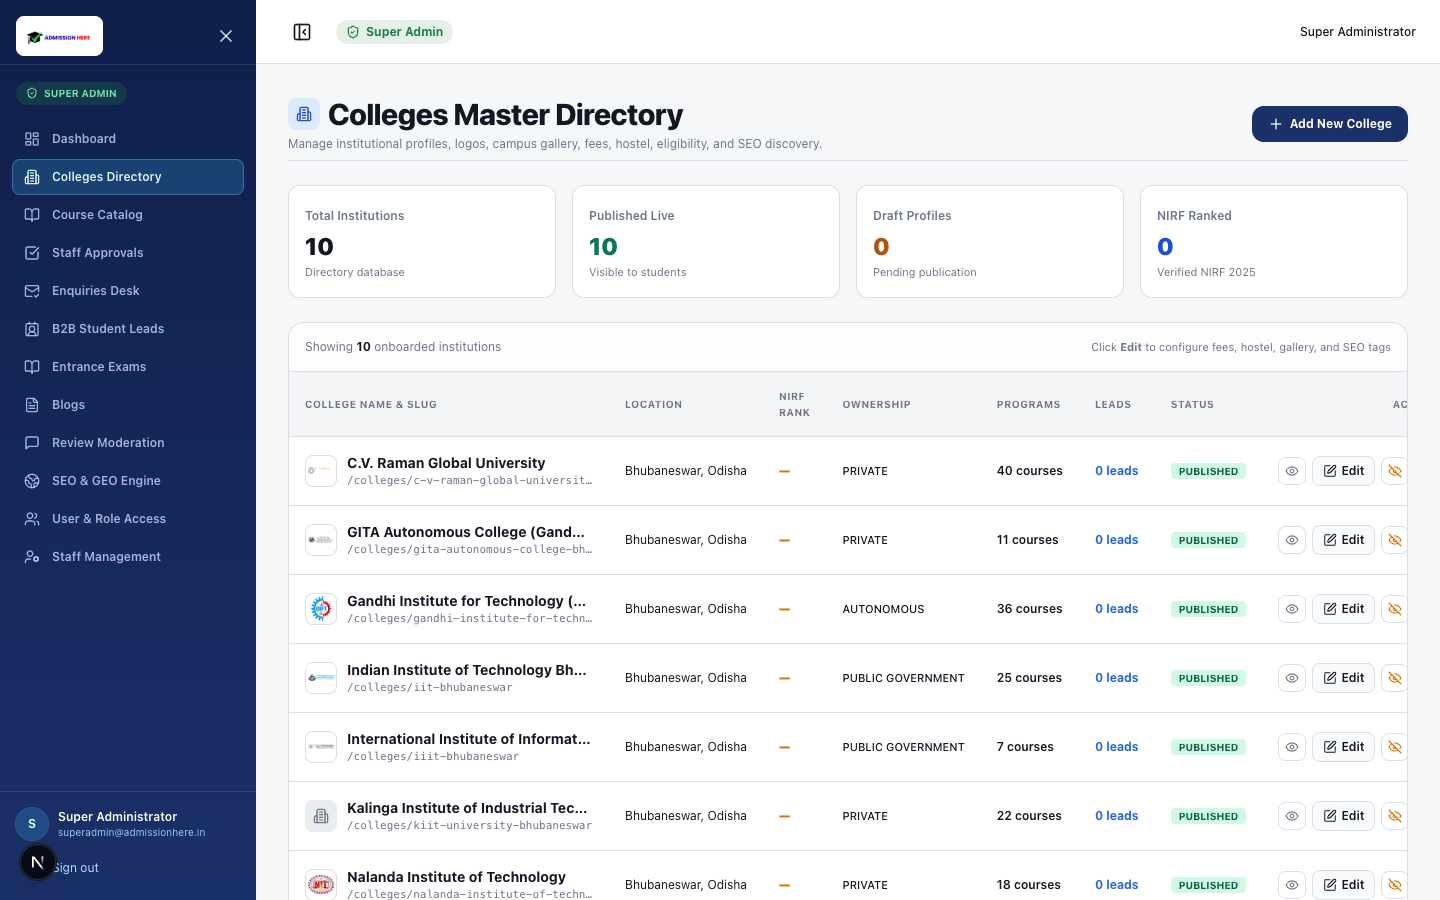 ADMISSION HERE
SUPER ADMIN
Dashboard
Colleges Directory
Course Catalog
Staff Approvals
Enquiries Desk
B2B Student Leads
Entrance Exams
Blogs
Review Moderation
SEO & GEO Engine
User & Role Access
Staff Management
S
Super Administrator
superadmin@admissionhere.in
N
Sign out
Super Admin
Super Administrator
Colleges Master Directory
Manage institutional profiles, logos, campus gallery, fees, hostel, eligibility, and SEO discovery.
+ Add New College
Total Institutions
10
Directory database
Published Live
10
Visible to students
Draft Profiles
0
Pending publication
NIRF Ranked
0
Verified NIRF 2025
Showing 10 onboarded institutions
Click Edit to configure fees, hostel, gallery, and SEO tags
COLLEGE NAME & SLUG LOCATION NIRF RANK OWNERSHIP PROGRAMS LEADS STATUS AC
C.V. Raman Global University
/colleges/c-v-raman-global-universit…
Bhubaneswar, Odisha — PRIVATE 40 courses 0 leads PUBLISHED Edit
GITA Autonomous College (Gand...
/colleges/gita-autonomous-college-bh…
Bhubaneswar, Odisha — PRIVATE 11 courses 0 leads PUBLISHED Edit
Gandhi Institute for Technology (...
/colleges/gandhi-institute-for-techn…
Bhubaneswar, Odisha — AUTONOMOUS 36 courses 0 leads PUBLISHED Edit
Indian Institute of Technology Bh...
/colleges/iit-bhubaneswar
Bhubaneswar, Odisha — PUBLIC GOVERNMENT 25 courses 0 leads PUBLISHED Edit
International Institute of Informat...
/colleges/iiit-bhubaneswar
Bhubaneswar, Odisha — PUBLIC GOVERNMENT 7 courses 0 leads PUBLISHED Edit
Kalinga Institute of Industrial Tec...
/colleges/kiit-university-bhubaneswar
Bhubaneswar, Odisha — PRIVATE 22 courses 0 leads PUBLISHED Edit
Nalanda Institute of Technology
/colleges/nalanda-institute-of-techn…
Bhubaneswar, Odisha — PRIVATE 18 courses 0 leads PUBLISHED Edit